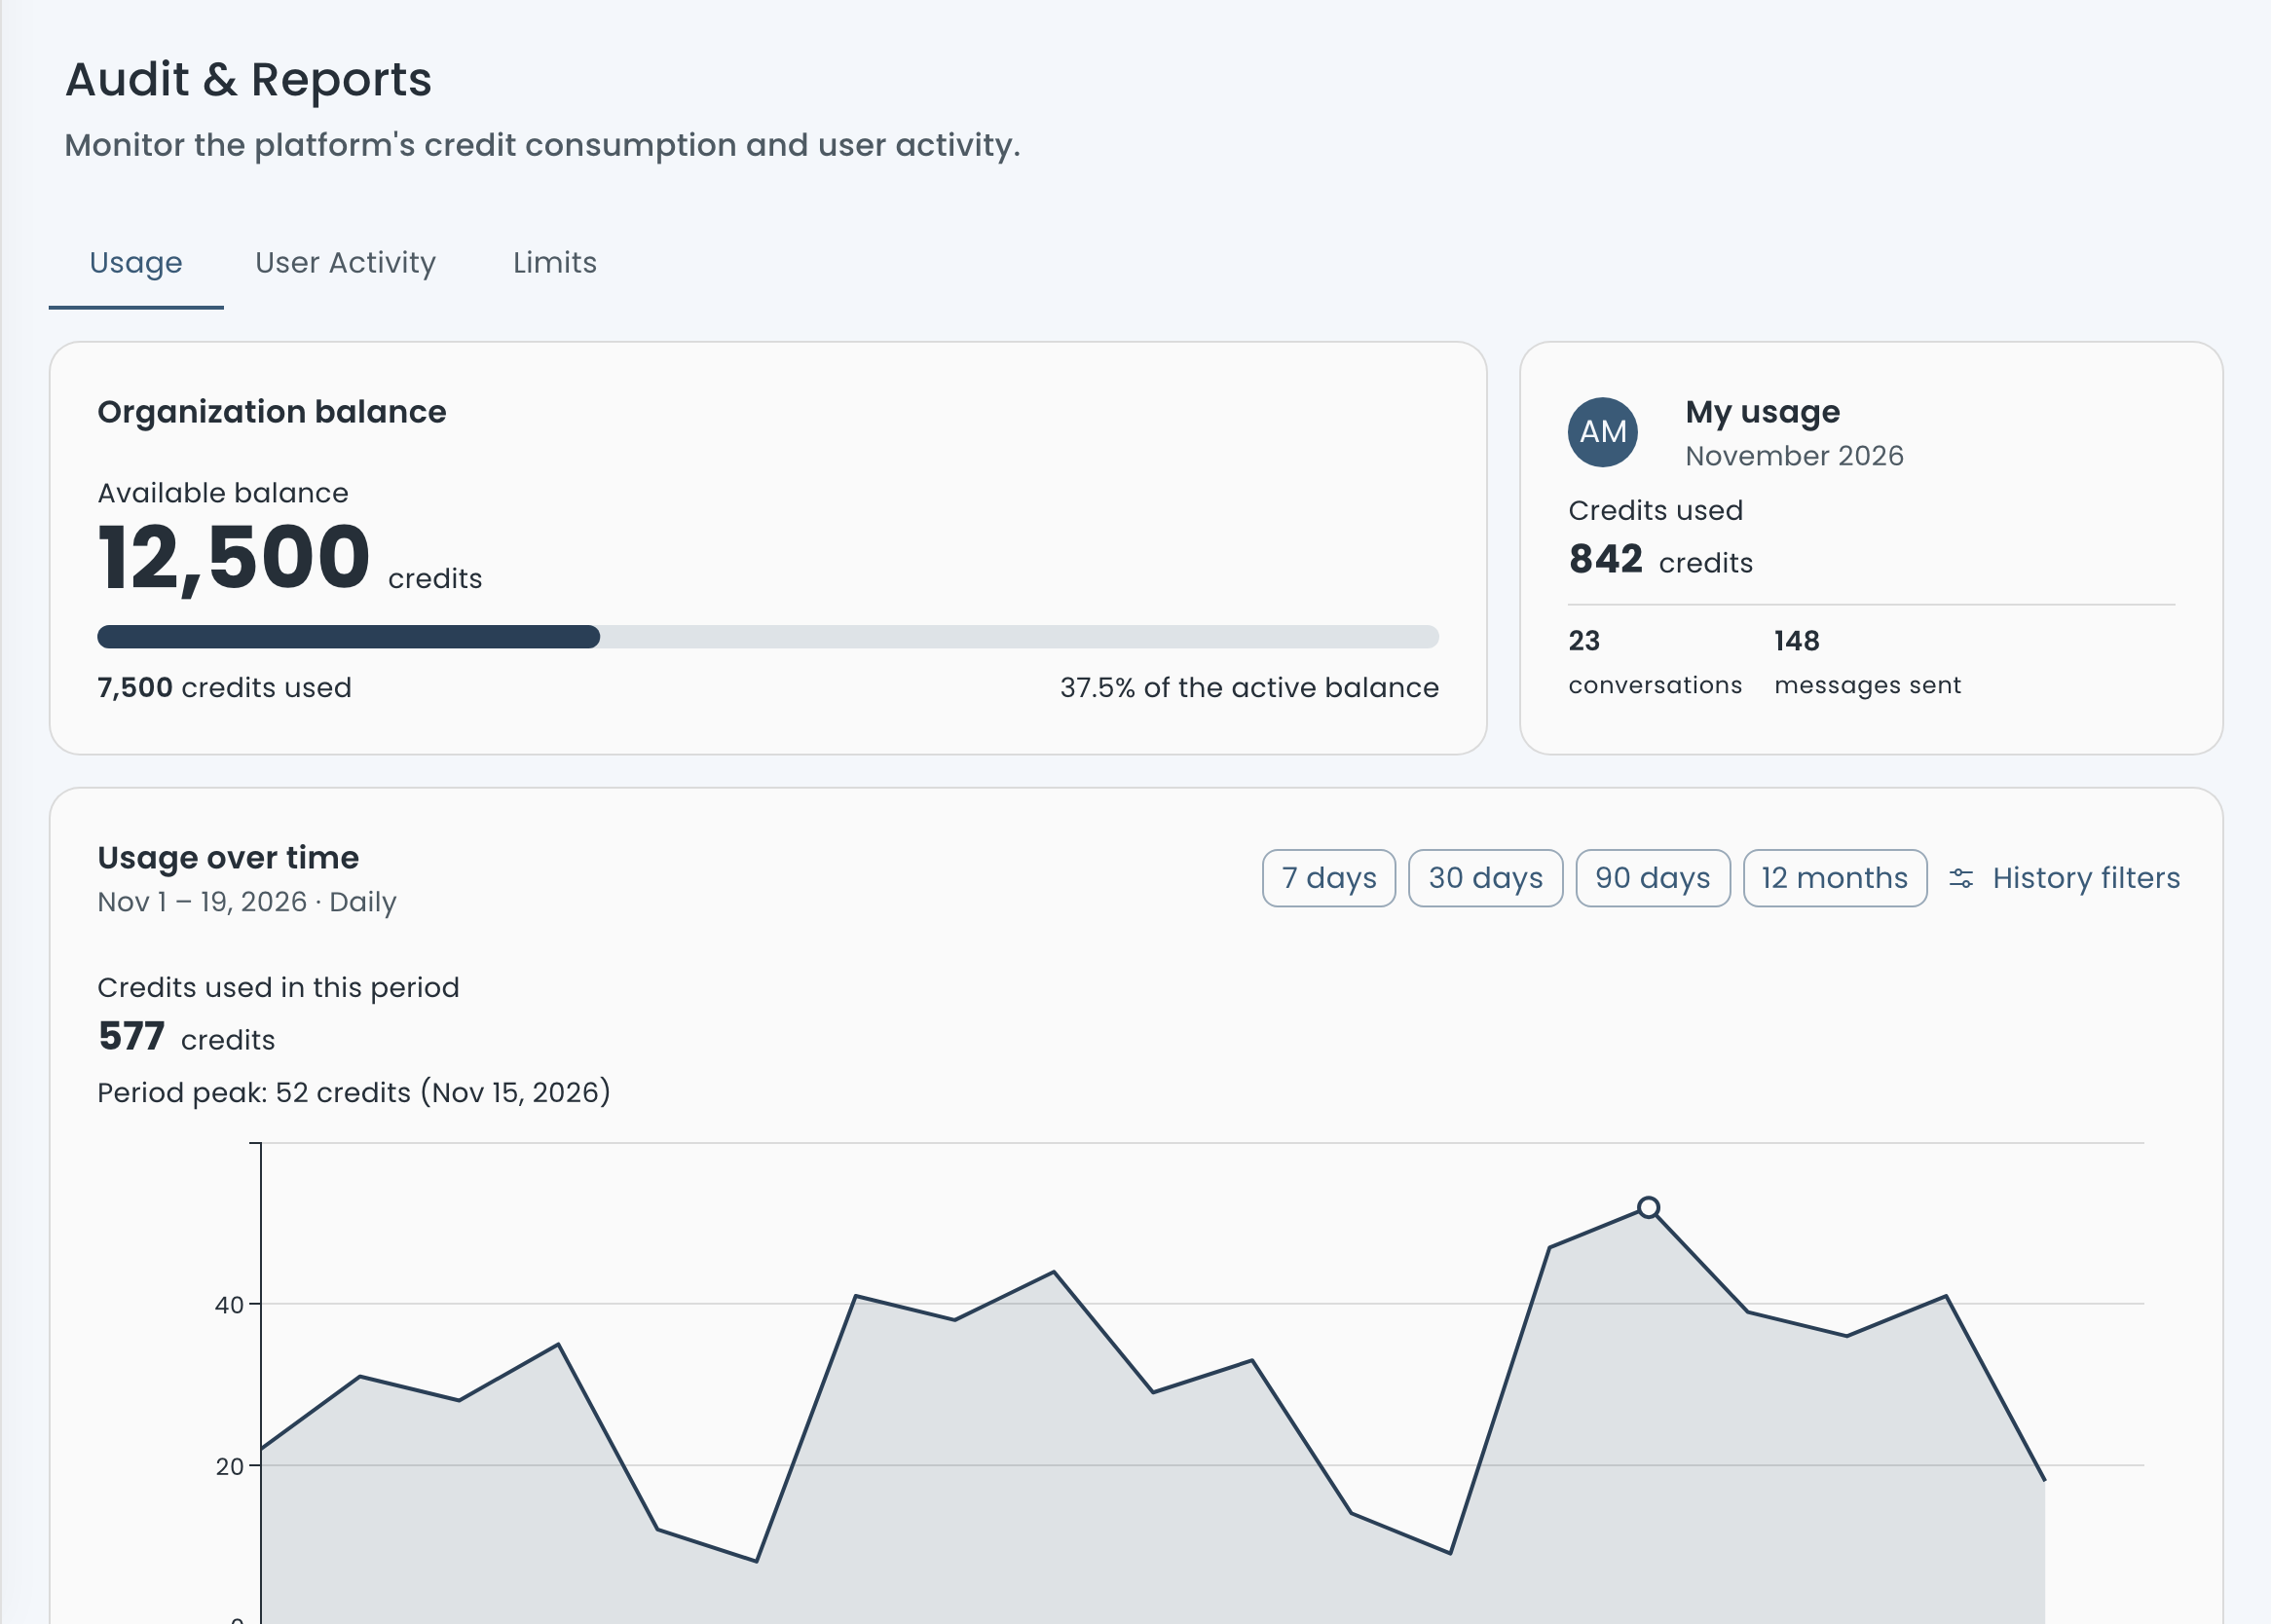 Audit & Reports
Monitor the platform's credit consumption and user activity.
Usage
User Activity
Limits
Organization balance
Available balance
12,500 credits
7,500 credits used
37.5% of the active balance
AM
My usage
November 2026
Credits used
842 credits
23
conversations
148
messages sent
Usage over time
Nov 1 – 19, 2026 · Daily
7 days
30 days
90 days
12 months
History filters
Credits used in this period
577 credits
Period peak: 52 credits (Nov 15, 2026)
40
20